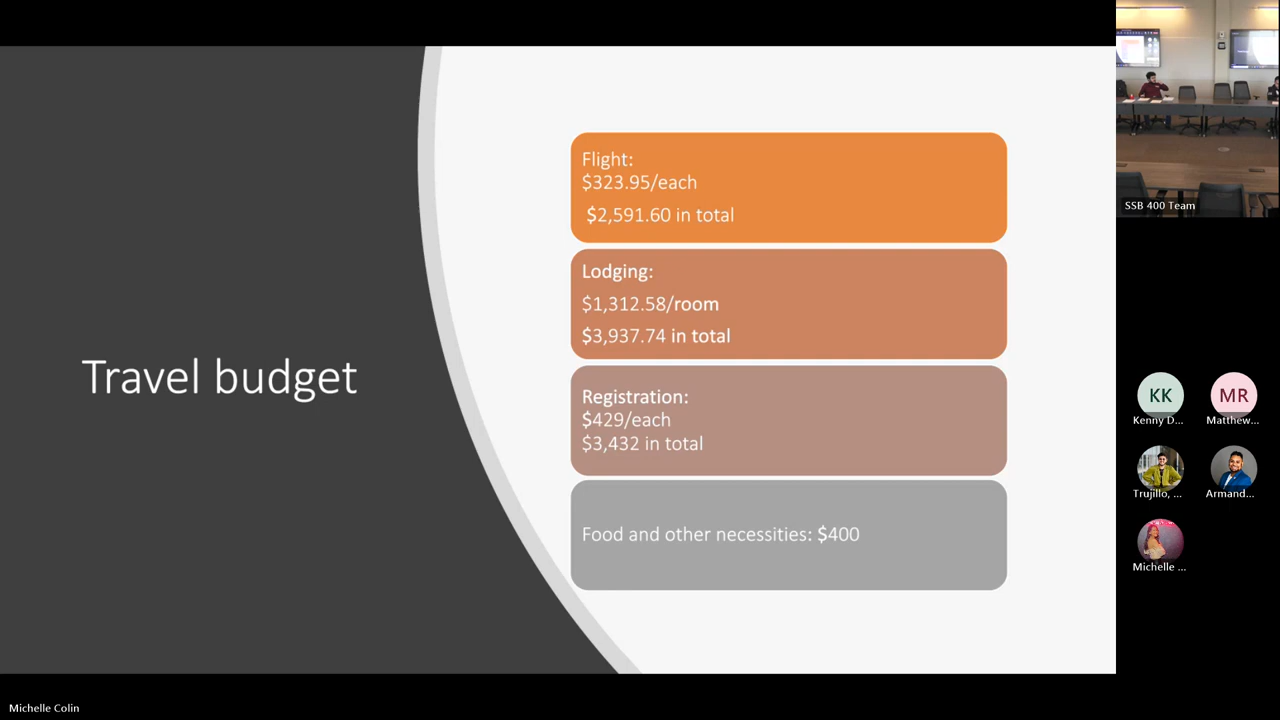 Travel budget
Flight:
$323.95/each
$2,591.60 in total
Lodging:
$1,312.58/room
$3,937.74 in total
Registration:
$429/each
$3,432 in total
Food and other necessities: $400
SSB 400 Team
KK
Kenny D...
MR
Matthew...
Trujillo, ...
Armand...
Michelle ...
Michelle Colin